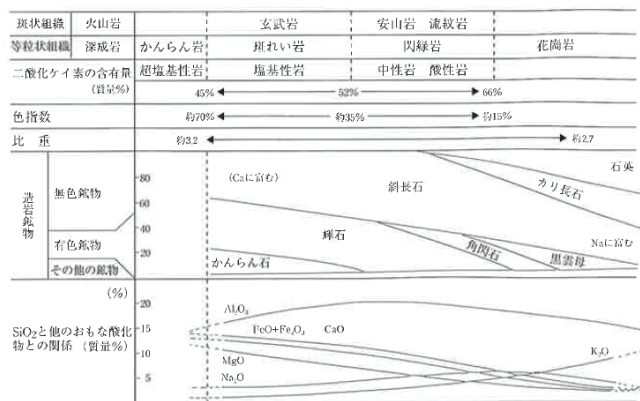 斑状組織 火山岩 玄武岩 安山岩 流紋岩
等粒状組織 深成岩 かんらん岩 斑れい岩 閃緑岩 花崗岩
二酸化ケイ素の含有量 超塩基性岩 塩基性岩 中性岩 酸性岩
(質量%) 45% 52% 66%
色指数 約70% 約35% 約15%
比 重 約3.2 約2.7
造岩鉱物
無色鉱物
有色鉱物
その他の鉱物
80
60
40
20
(Caに富む)
斜長石
石英
カリ長石
輝石
角閃石
黒雲母
Naに富む
かんらん石
(%)
SiO₂と他のおもな酸化
物との関係(質量%)
20
15
10
5
Al₂O₃
FeO+Fe₂O₃ CaO
MgO
Na₂O
K₂O